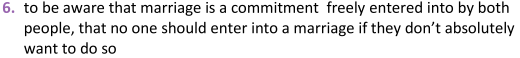 6. to be aware that marriage is a commitment  freely entered into by both
people, that no one should enter into a marriage if they don’t absolutely
want to do so